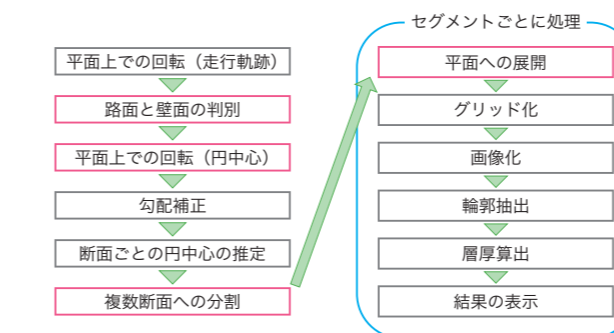 平面上での回転（走行軌跡）
路面と壁面の判別
平面上での回転（円中心）
勾配補正
断面ごとの円中心の推定
複数断面への分割
セグメントごとに処理
平面への展開
グリッド化
画像化
輪郭抽出
層厚算出
結果の表示